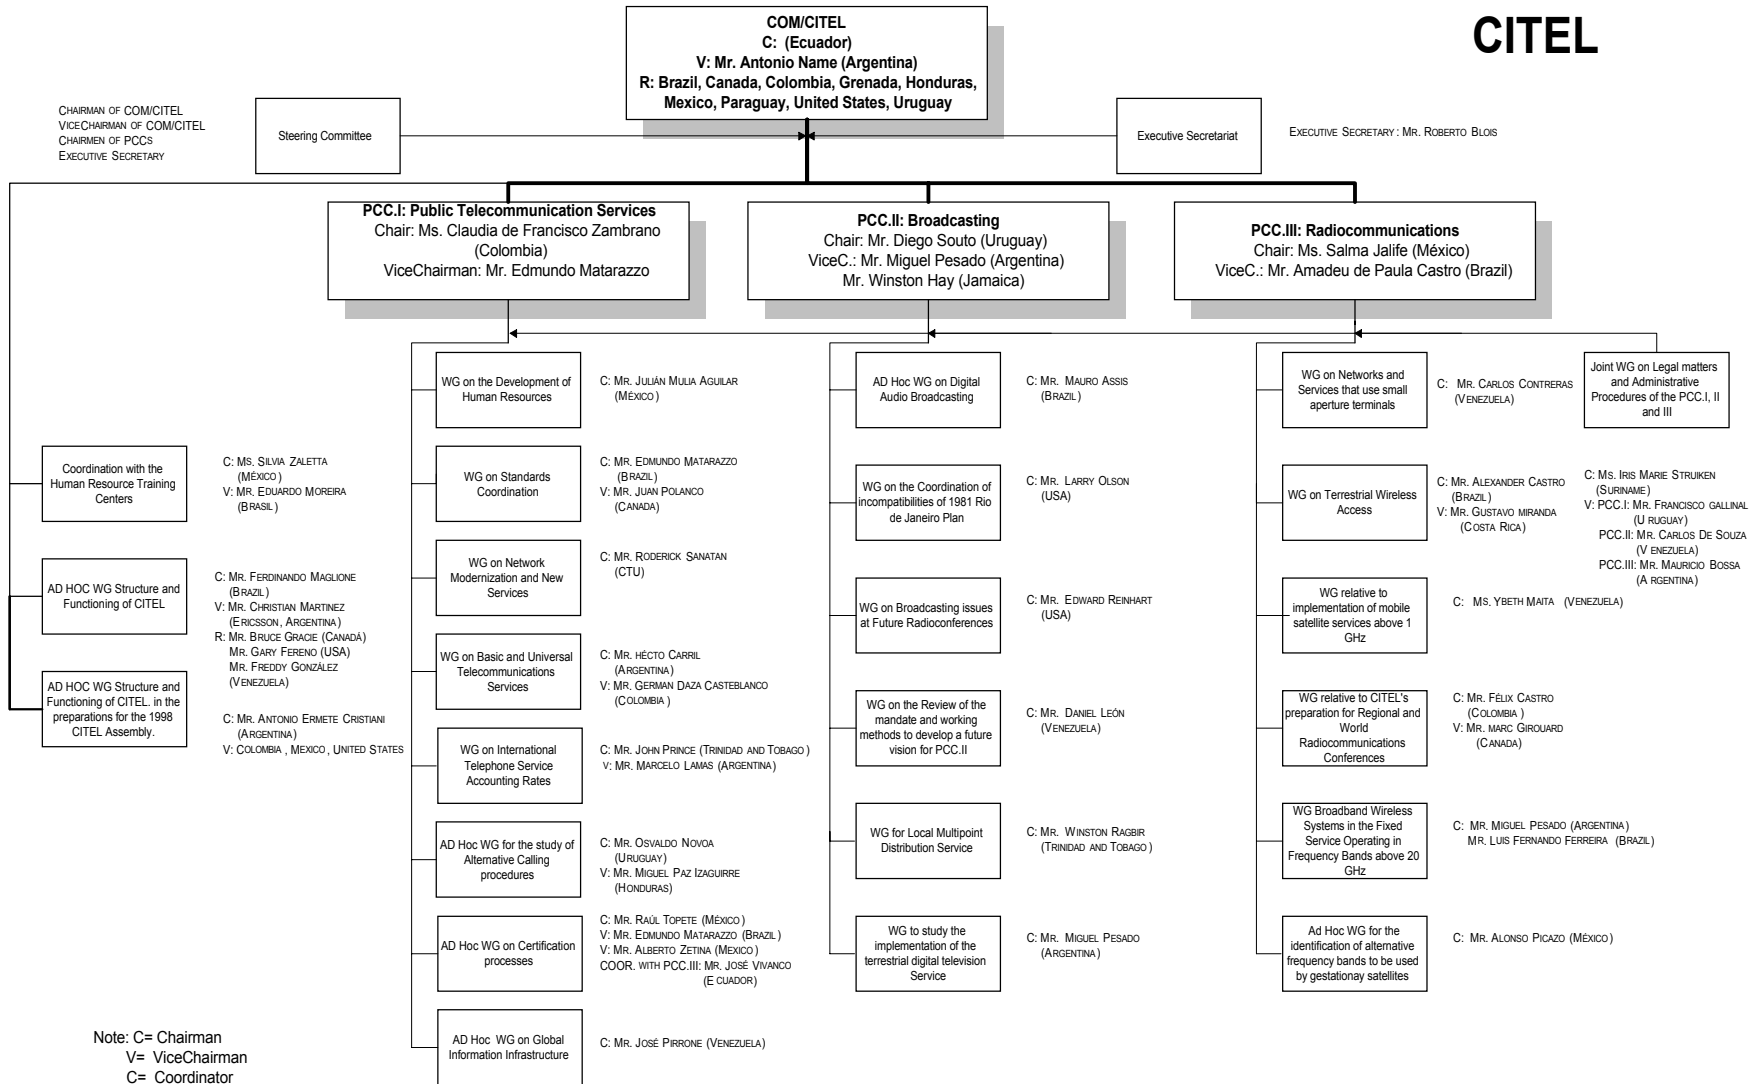 CITEL
COM/CITEL
C: (Ecuador)
V: Mr. Antonio Name (Argentina)
R: Brazil, Canada, Colombia, Grenada, Honduras,
Mexico, Paraguay, United States, Uruguay
CHAIRMAN OF COM/CITEL
VICECHAIRMAN OF COM/CITEL
CHAIRMEN OF PCCS
EXECUTIVE SECRETARY
Steering Committee
Executive Secretariat
EXECUTIVE SECRETARY : MR. ROBERTO BLOIS
PCC.I: Public Telecommunication Services
Chair: Ms. Claudia de Francisco Zambrano
(Colombia)
ViceChairman: Mr. Edmundo Matarazzo
PCC.II: Broadcasting
Chair: Mr. Diego Souto (Uruguay)
ViceC.: Mr. Miguel Pesado (Argentina)
Mr. Winston Hay (Jamaica)
PCC.III: Radiocommunications
Chair: Ms. Salma Jalife (México)
ViceC.: Mr. Amadeu de Paula Castro (Brazil)
Coordination with the
Human Resource Training
Centers
C: MS. SILVIA ZALETTA
(MÉXICO)
V: MR. EDUARDO MOREIRA
(BRASIL)
AD HOC WG Structure and
Functioning of CITEL
C: MR. FERDINANDO MAGLIONE
(BRAZIL)
V: MR. CHRISTIAN MARTINEZ
(ERICSSON, ARGENTINA)
R: MR. BRUCE GRACIE (CANADÁ)
MR. GARY FERENO (USA)
MR. FREDDY GONZÁLEZ
(VENEZUELA)
AD HOC WG Structure and
Functioning of CITEL. in the
preparations for the 1998
CITEL Assembly.
C: MR. ANTONIO ERMETE CRISTIANI
(ARGENTINA)
V: COLOMBIA , MEXICO , UNITED STATES
WG on the Development of
Human Resources
C: MR. JULIÁN MULIA AGUILAR
(MÉXICO )
WG on Standards
Coordination
C: MR. EDMUNDO MATARAZZO
(BRAZIL)
V: MR. JUAN POLANCO
(CANADA)
WG on Network
Modernization and New
Services
C: MR. RODERICK SANATAN
(CTU)
WG on Basic and Universal
Telecommunications
Services
C: MR. HÉCTO CARRIL
(ARGENTINA)
V: MR. GERMAN DAZA CASTEBLANCO
(COLOMBIA )
WG on International
Telephone Service
Accounting Rates
C: MR. JOHN PRINCE (TRINIDAD AND TOBAGO )
V: MR. MARCELO LAMAS (ARGENTINA)
AD Hoc WG for the study of
Alternative Calling
procedures
C: MR. OSVALDO NOVOA
(URUGUAY)
V: MR. MIGUEL PAZ IZAGUIRRE
(HONDURAS)
AD Hoc WG on Certification
processes
C: MR. RAÚL TOPETE (MÉXICO )
V: MR. EDMUNDO MATARAZZO (BRAZIL)
V: MR. ALBERTO ZETINA (MEXICO )
COOR. WITH PCC.III: MR. JOSÉ VIVANCO
(E CUADOR)
AD Hoc WG on Global
Information Infrastructure
C: MR. JOSÉ PIRRONE (VENEZUELA)
AD Hoc WG on Digital
Audio Broadcasting
C: MR. MAURO ASSIS
(BRAZIL)
WG on the Coordination of
incompatibilities of 1981 Rio
de Janeiro Plan
C: MR. LARRY OLSON
(USA)
WG on Broadcasting issues
at Future Radioconferences
C: MR. EDWARD REINHART
(USA)
WG on the Review of the
mandate and working
methods to develop a future
vision for PCC.II
C: MR. DANIEL LEÓN
(VENEZUELA)
WG for Local Multipoint
Distribution Service
C: MR. WINSTON RAGBIR
(TRINIDAD AND TOBAGO )
WG to study the
implementation of the
terrestrial digital television
Service
C: MR. MIGUEL PESADO
(ARGENTINA)
WG on Networks and
Services that use small
aperture terminals
C: MR. CARLOS CONTRERAS
(VENEZUELA)
WG on Terrestrial Wireless
Access
C: MR. ALEXANDER CASTRO
(BRAZIL)
V: MR. GUSTAVO MIRANDA
(COSTA RICA)
WG relative to
implementation of mobile
satellite services above 1
GHz
C: MS. YBETH MAITA (VENEZUELA)
WG relative to CITEL's
preparation for Regional and
World
Radiocommunications
Conferences
C: MR. FÉLIX CASTRO
(COLOMBIA )
V: MR. MARC GIROUARD
(CANADA)
WG Broadband Wireless
Systems in the Fixed
Service Operating in
Frequency Bands above 20
GHz
C: MR. MIGUEL PESADO (ARGENTINA)
MR. LUIS FERNANDO FERREIRA (BRAZIL)
Ad Hoc WG for the
identification of alternative
frequency bands to be used
by gestationay satellites
C: MR. ALONSO PICAZO (MÉXICO )
Joint WG on Legal matters
and Administrative
Procedures of the PCC.I, II
and III
C: MS. IRIS MARIE STRUIKEN
(SURINAME)
V: PCC.I: MR. FRANCISCO GALLINAL
(U RUGUAY)
PCC.II: MR. CARLOS DE SOUZA
(V ENEZUELA)
PCC.III: MR. MAURICIO BOSSA
(A RGENTINA)
Note: C= Chairman
V= ViceChairman
C= Coordinator